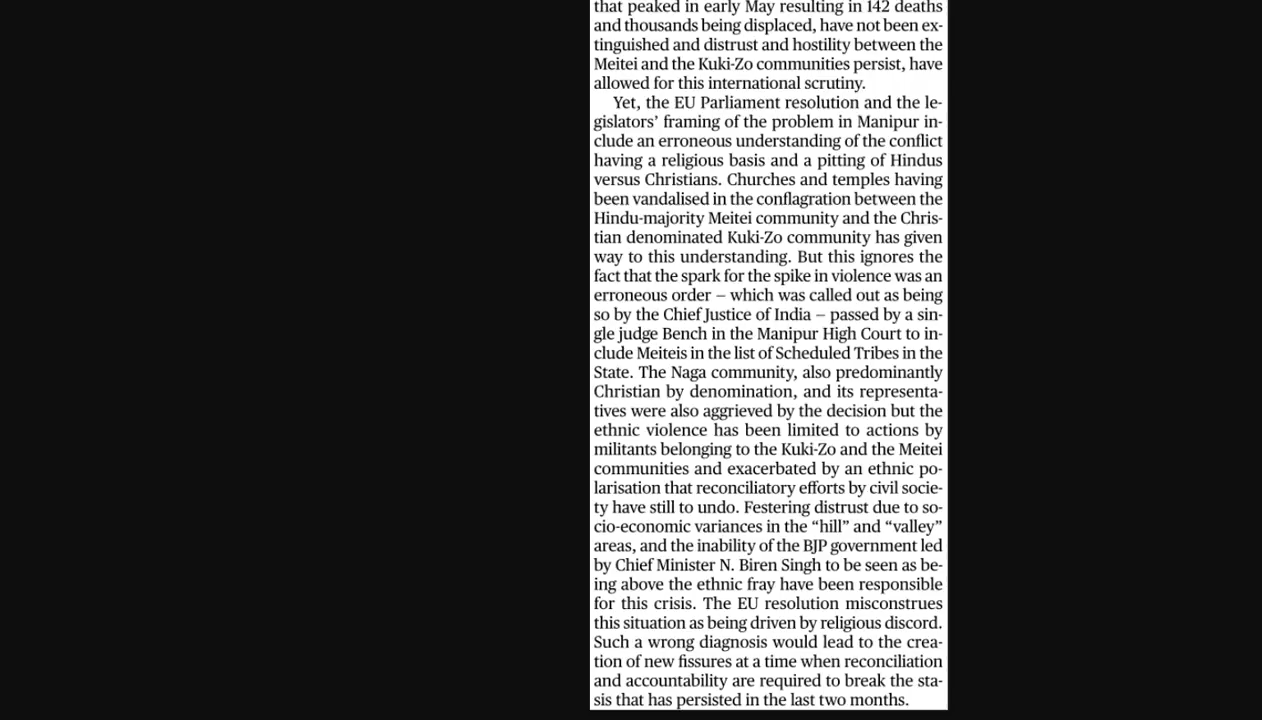 that peaked in early May resulting in 142 deaths
and thousands being displaced, have not been ex-
tinguished and distrust and hostility between the
Meitei and the Kuki-Zo communities persist, have
allowed for this international scrutiny.
Yet, the EU Parliament resolution and the le-
gislators’ framing of the problem in Manipur in-
clude an erroneous understanding of the conflict
having a religious basis and a pitting of Hindus
versus Christians. Churches and temples having
been vandalised in the conflagration between the
Hindu-majority Meitei community and the Chris-
tian denominated Kuki-Zo community has given
way to this understanding. But this ignores the
fact that the spark for the spike in violence was an
erroneous order – which was called out as being
so by the Chief Justice of India – passed by a sin-
gle judge Bench in the Manipur High Court to in-
clude Meiteis in the list of Scheduled Tribes in the
State. The Naga community, also predominantly
Christian by denomination, and its representa-
tives were also aggrieved by the decision but the
ethnic violence has been limited to actions by
militants belonging to the Kuki-Zo and the Meitei
communities and exacerbated by an ethnic po-
larisation that reconciliatory efforts by civil socie-
ty have still to undo. Festering distrust due to so-
cio-economic variances in the “hill” and “valley”
areas, and the inability of the BJP government led
by Chief Minister N. Biren Singh to be seen as be-
ing above the ethnic fray have been responsible
for this crisis. The EU resolution misconstrues
this situation as being driven by religious discord.
Such a wrong diagnosis would lead to the crea-
tion of new fissures at a time when reconciliation
and accountability are required to break the sta-
sis that has persisted in the last two months.